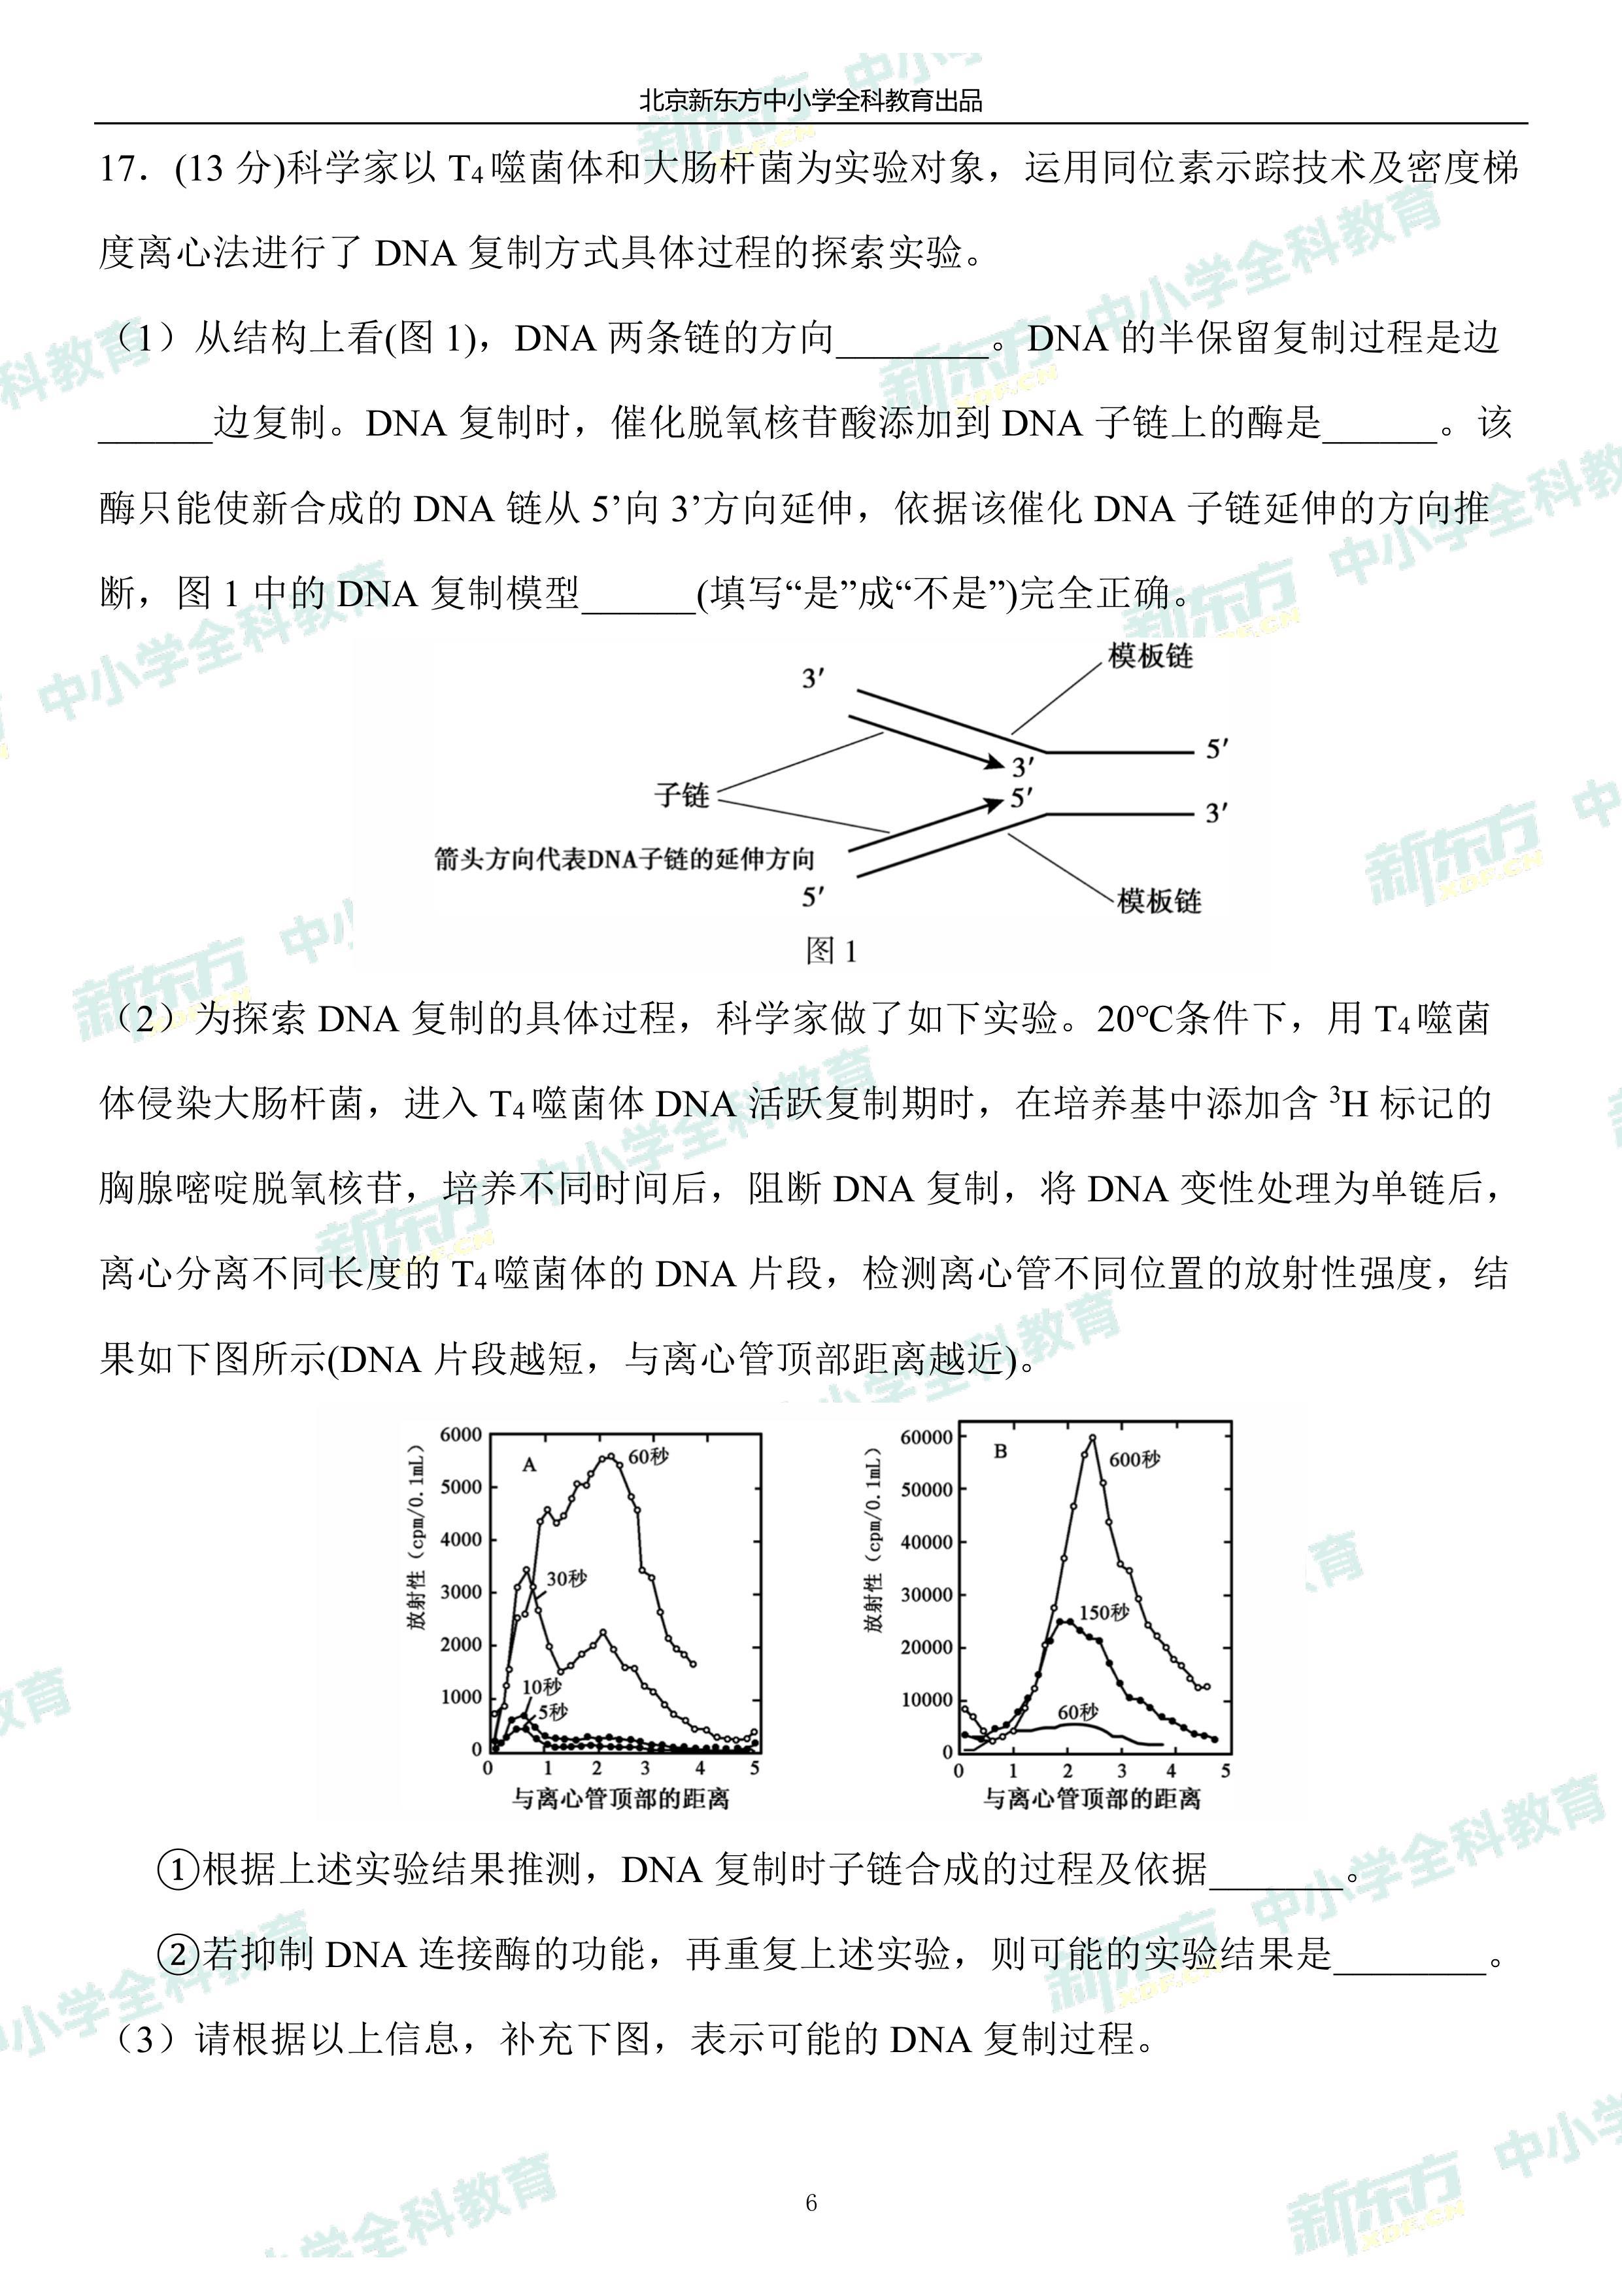 北京新东方中小学全科教育出品
17．(13 分)科学家以 T4 噬菌体和大肠杆菌为实验对象，运用同位素示踪技术及密度梯
度离心法进行了 DNA 复制方式具体过程的探索实验。
（1）从结构上看(图 1)，DNA 两条链的方向________。DNA 的半保留复制过程是边
______边复制。DNA 复制时，催化脱氧核苷酸添加到 DNA 子链上的酶是______。该
酶只能使新合成的 DNA 链从 5’向 3’方向延伸，依据该催化 DNA 子链延伸的方向推
断，图 1 中的 DNA 复制模型______(填写“是”成“不是”)完全正确。
模板链
3′
5′
3′
子链
5′
3′
箭头方向代表DNA子链的延伸方向
5′
模板链
图 1
（2）为探索 DNA 复制的具体过程，科学家做了如下实验。20℃条件下，用 T4 噬菌
体侵染大肠杆菌，进入 T4 噬菌体 DNA 活跃复制期时，在培养基中添加含 ³H 标记的
胸腺嘧啶脱氧核苷，培养不同时间后，阻断 DNA 复制，将 DNA 变性处理为单链后，
离心分离不同长度的 T4 噬菌体的 DNA 片段，检测离心管不同位置的放射性强度，结
果如下图所示(DNA 片段越短，与离心管顶部距离越近)。
放射性（cpm/0.1mL）
6000
5000
4000
3000
2000
1000
0
A
60秒
30秒
10秒
5秒
0 1 2 3 4 5
与离心管顶部的距离
放射性（cpm/0.1mL）
60000
50000
40000
30000
20000
10000
0
B
600秒
150秒
60秒
0 1 2 3 4 5
与离心管顶部的距离
①根据上述实验结果推测，DNA 复制时子链合成的过程及依据_______。
②若抑制 DNA 连接酶的功能，再重复上述实验，则可能的实验结果是________。
（3）请根据以上信息，补充下图，表示可能的 DNA 复制过程。
6
新东方 XDF.CN 中小学全科教育